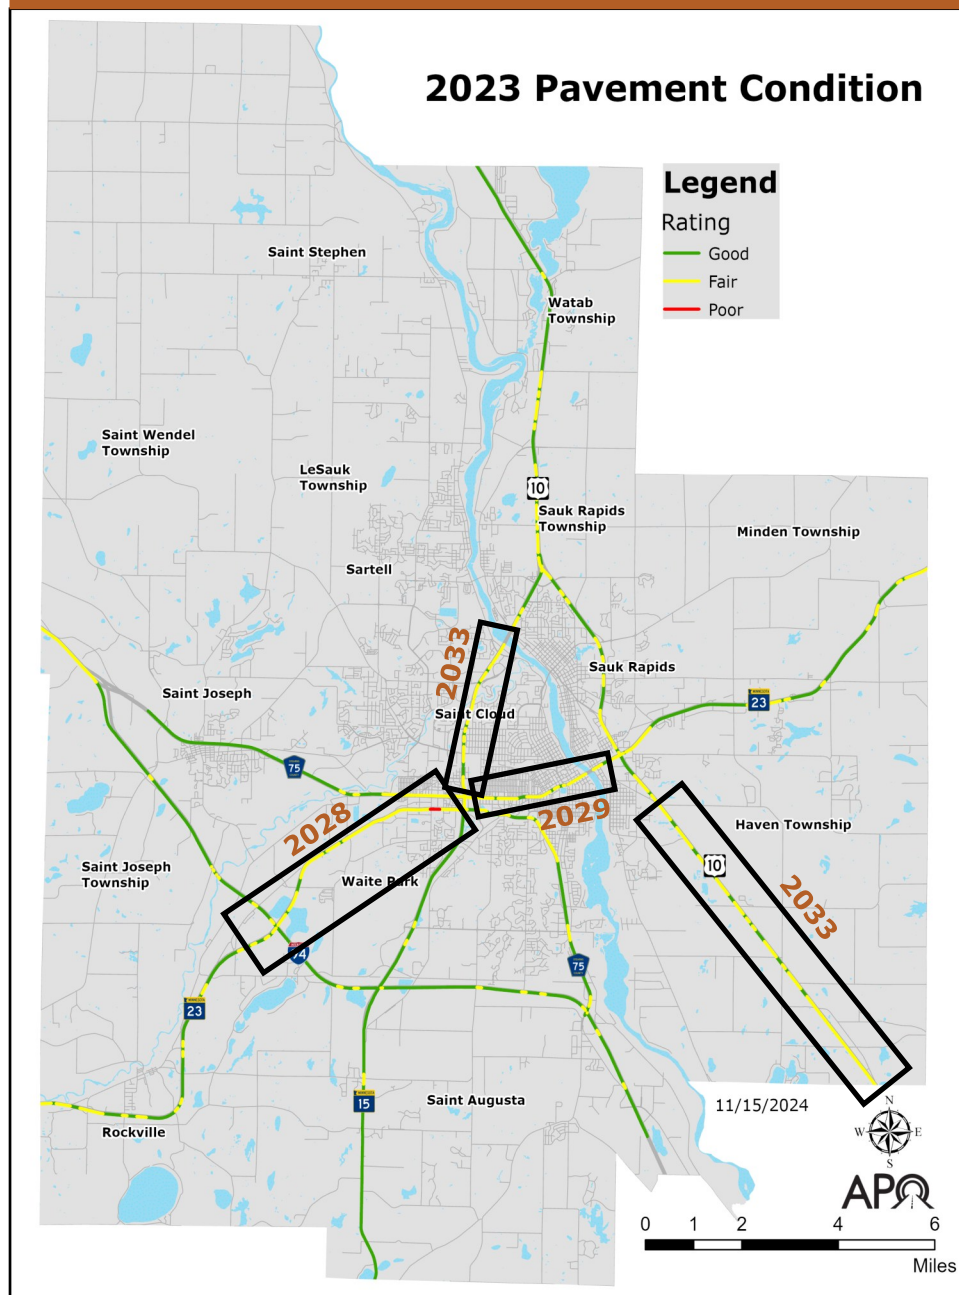 2023 Pavement Condition
Legend
Rating
Good
Fair
Poor
Saint Stephen
Watab
Township
Saint Wendel
Township
LeSauk
Township
10
Sauk Rapids
Township
Minden Township
Sartell
2033
Sauk Rapids
Saint Joseph
23
Saint Cloud
75
2028
2029
Haven Township
10
2033
Saint Joseph
Township
Waite Park
94
75
23
15
Saint Augusta
11/15/2024
Rockville
N
W
E
S
APO
0 1 2 4 6
Miles